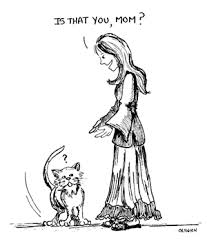 IS THAT YOU, MOM?
?